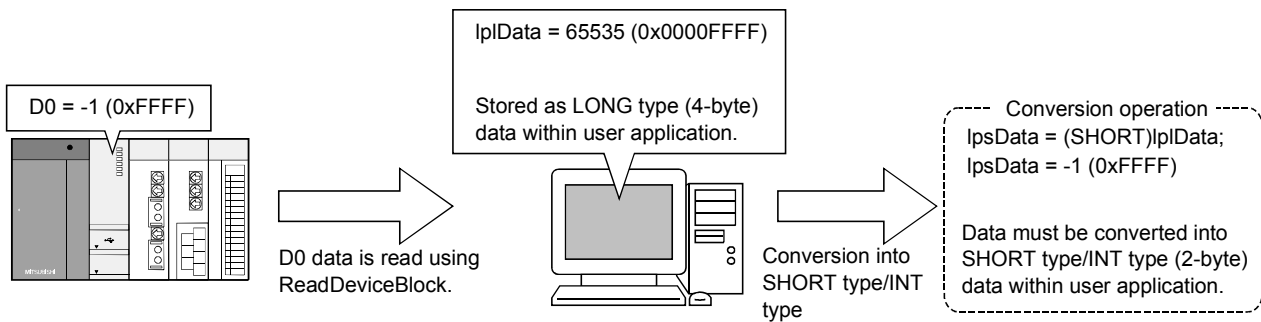 D0 = -1 (0xFFFF)
MITSUBISHI
D0 data is read using
ReadDeviceBlock.
lplData = 65535 (0x0000FFFF)
Stored as LONG type (4-byte)
data within user application.
Conversion into
SHORT type/INT
type
Conversion operation
lpsData = (SHORT)lplData;
lpsData = -1 (0xFFFF)
Data must be converted into
SHORT type/INT type (2-byte)
data within user application.